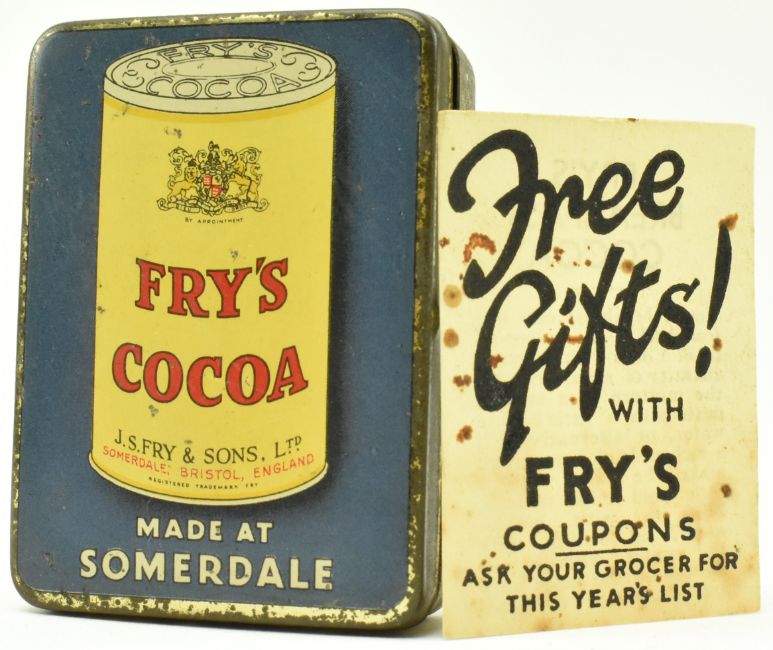 FRY'S
COCOA
BY APPOINTMENT
FRY'S
COCOA
J.S. FRY & SONS, LTD
SOMERDALE, BRISTOL, ENGLAND
REGISTERED TRADEMARK FRY
MADE AT
SOMERDALE
Free
Gifts!
WITH
FRY'S
COUPONS
ASK YOUR GROCER FOR
THIS YEAR'S LIST